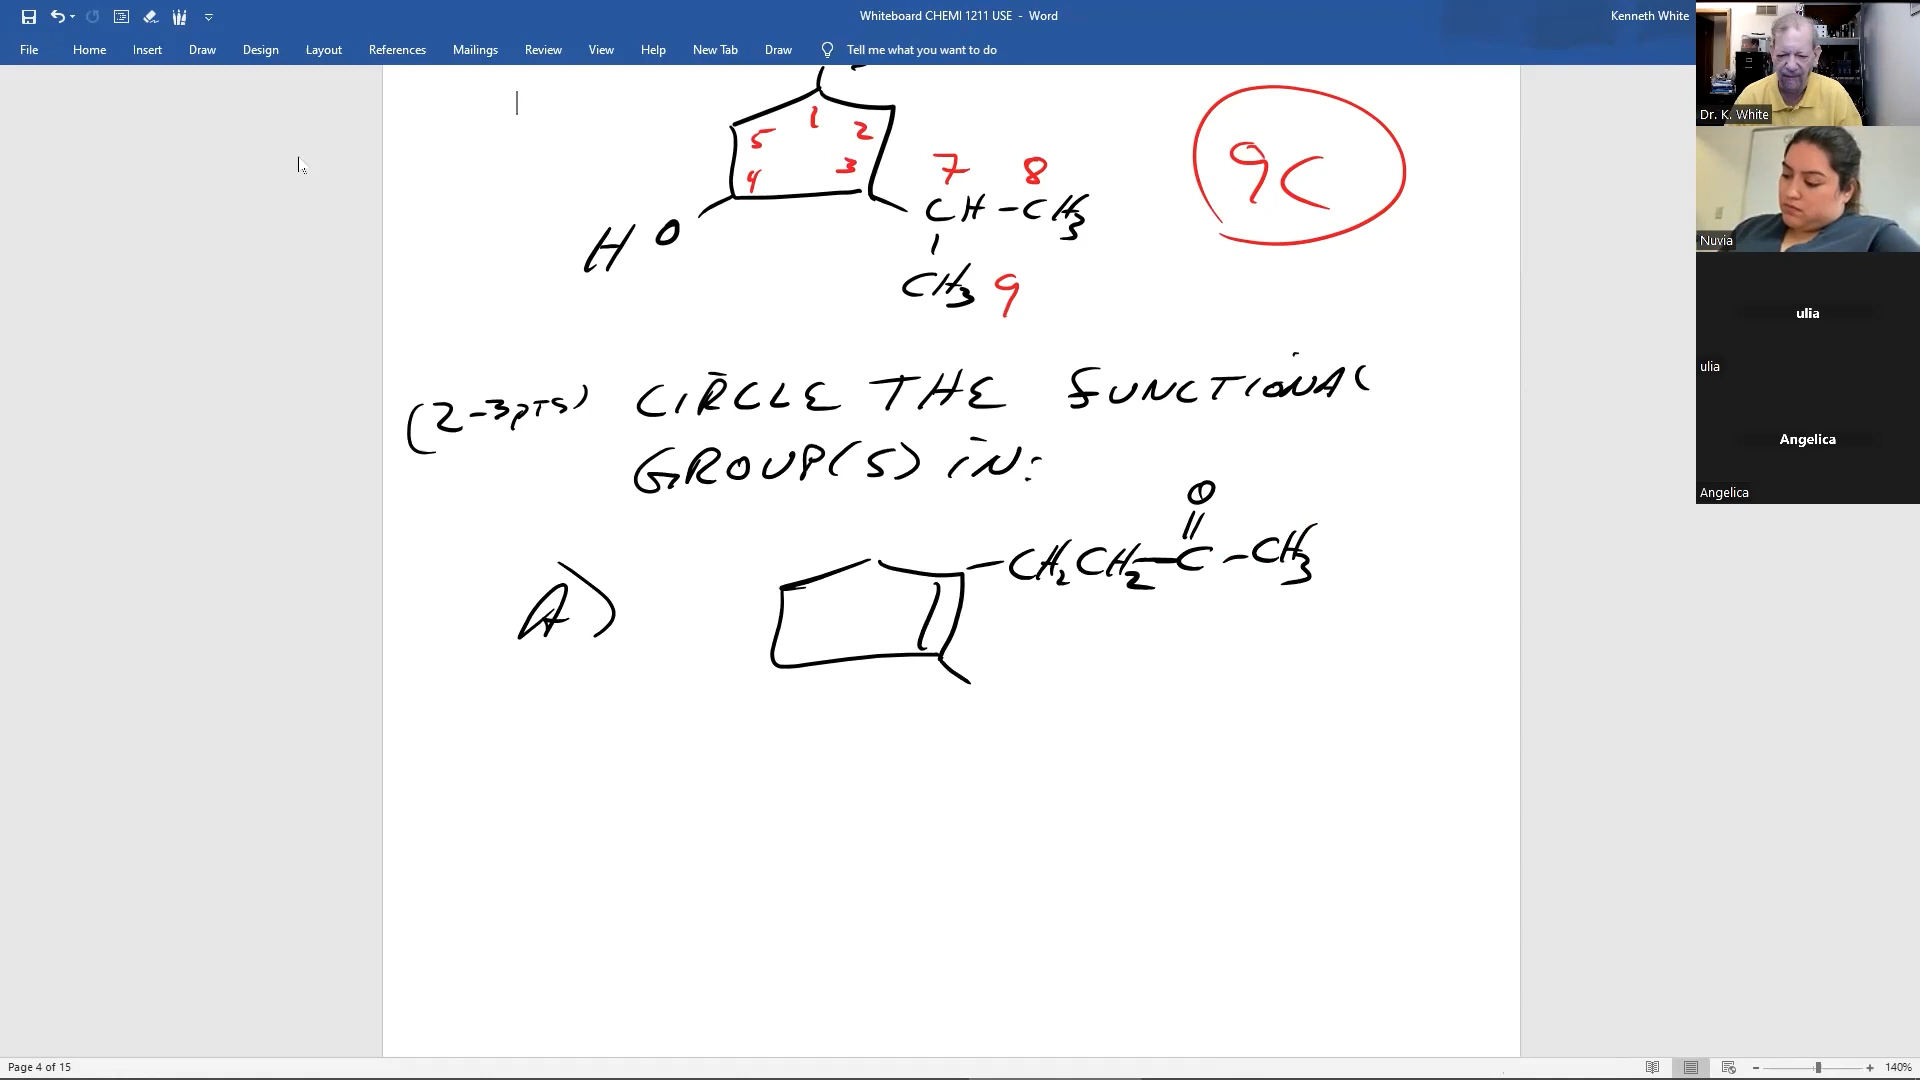 Whiteboard CHEMI 1211 USE - Word
Kenneth White
File Home Insert Draw Design Layout References Mailings Review View Help New Tab Draw Tell me what you want to do
Dr. K. White
Nuvia
ulia
ulia
Angelica
Angelica
1
5 2
4 3
7 8
9C
CH-CH3
HO
CH3 9
(2-3pTS) CIRCLE THE FUNCTIONAL
GROUP(S) IN:
O
CH2CH2-C-CH3
A)
Page 4 of 15
140%